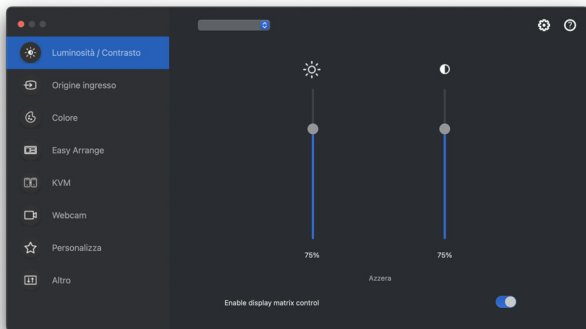 Luminosità / Contrasto
Origine ingresso
Colore
Easy Arrange
KVM
Webcam
Personalizza
Altro
75%
75%
Azzera
Enable display matrix control